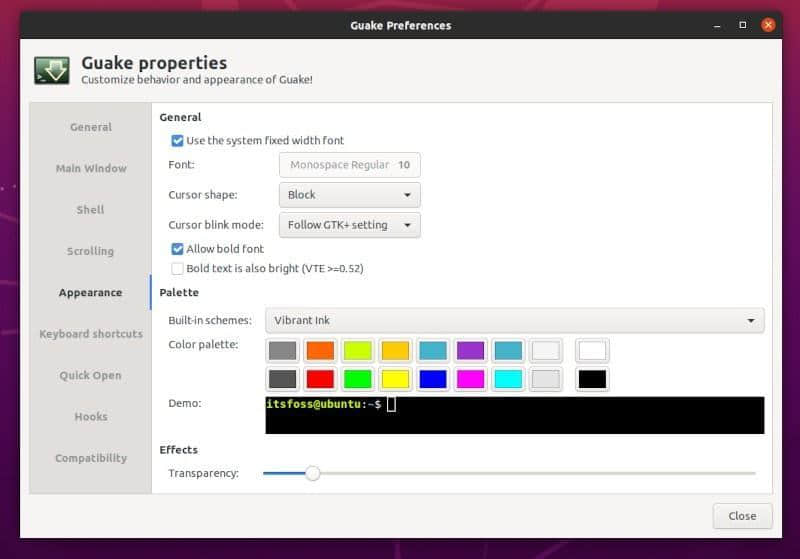 Guake Preferences
Guake properties
Customize behavior and appearance of Guake!
General
Main Window
Shell
Scrolling
Appearance
Keyboard shortcuts
Quick Open
Hooks
Compatibility
General
Use the system fixed width font
Font: Monospace Regular 10
Cursor shape: Block
Cursor blink mode: Follow GTK+ setting
Allow bold font
Bold text is also bright (VTE >=0.52)
Palette
Built-in schemes: Vibrant Ink
Color palette:
Demo: itsfoss@ubuntu:~$
Effects
Transparency:
Close